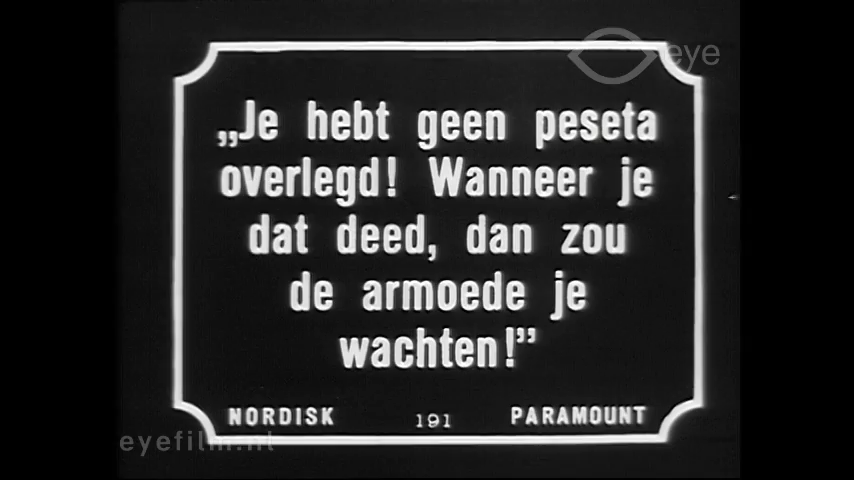 eye
„Je hebt geen peseta
overlegd! Wanneer je
dat deed, dan zou
de armoede je
wachten!”
NORDISK 191 PARAMOUNT
eyefilm.nl